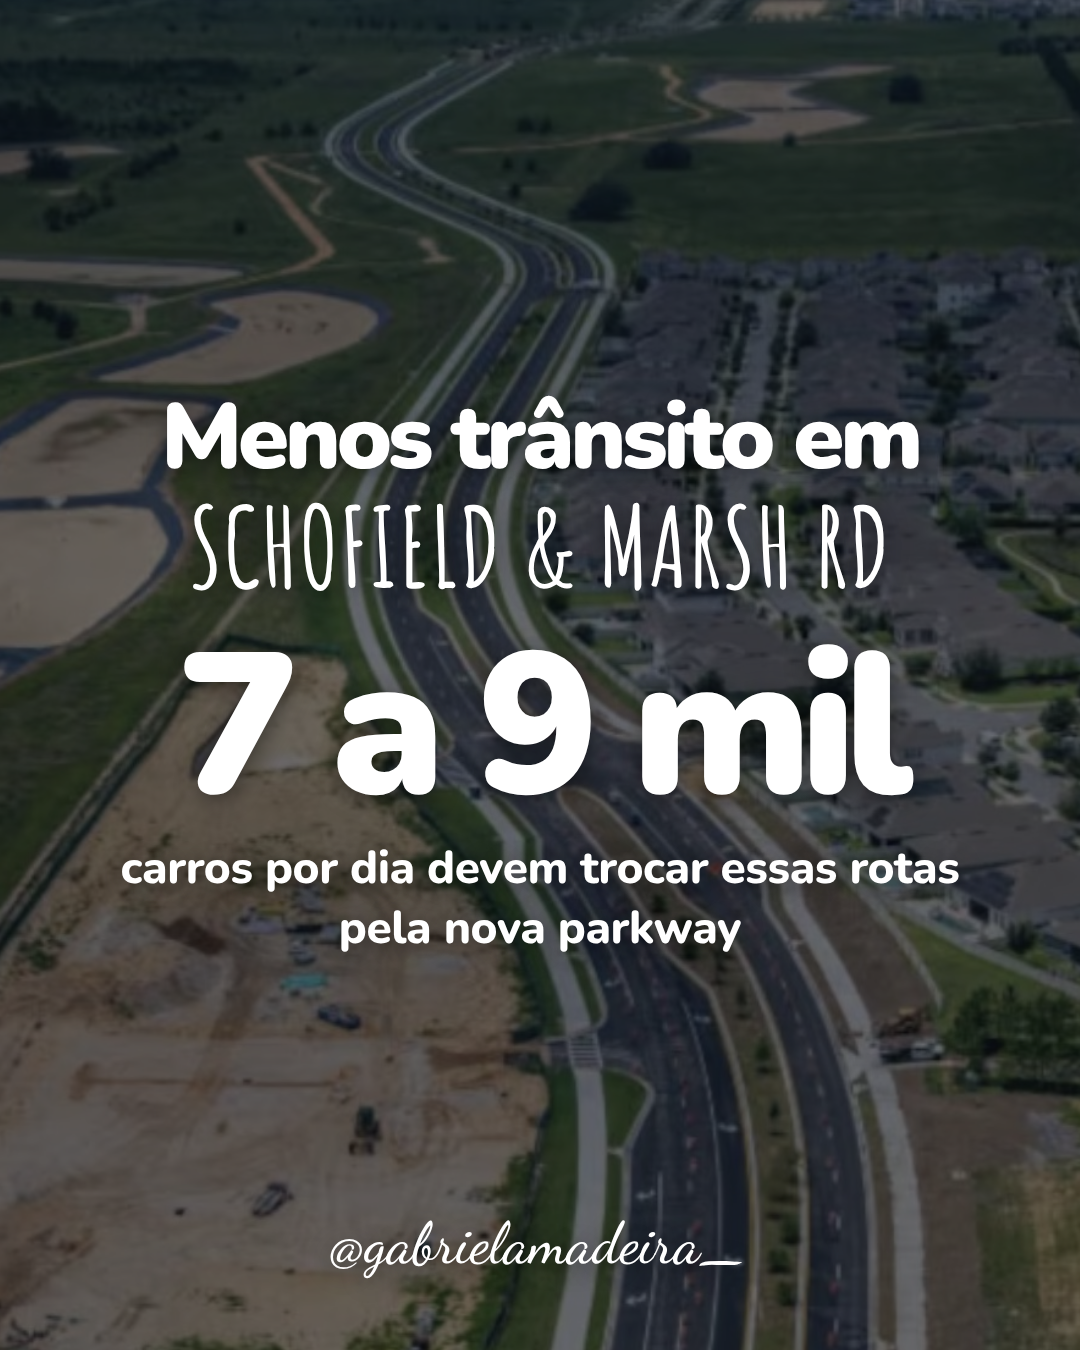 Menos trânsito em
SCHOFIELD & MARSH RD
7 a 9 mil
carros por dia devem trocar essas rotas
pela nova parkway
@gabrielamadeira_